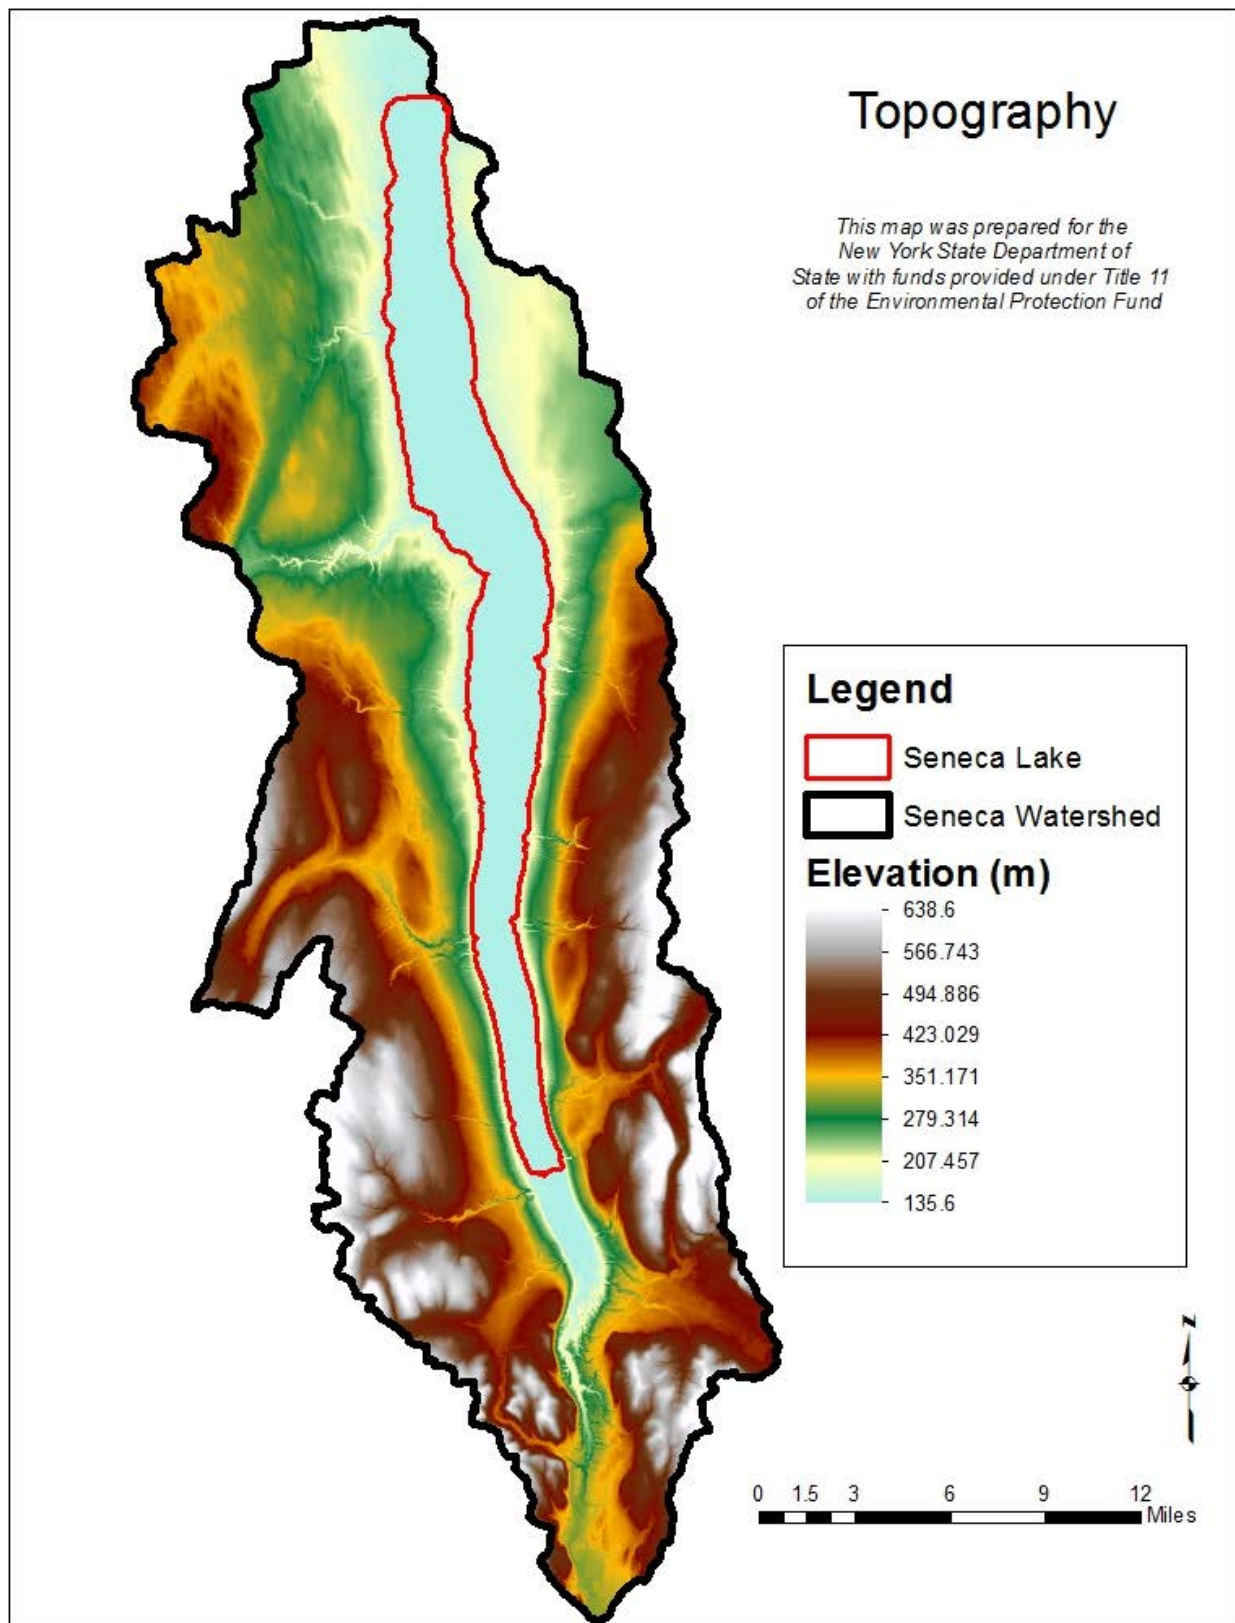 Topography
This map was prepared for the
New York State Department of
State with funds provided under Title 11
of the Environmental Protection Fund
Legend
Seneca Lake
Seneca Watershed
Elevation (m)
638.6
566.743
494.886
423.029
351.171
279.314
207.457
135.6
N
0 1.5 3 6 9 12
Miles